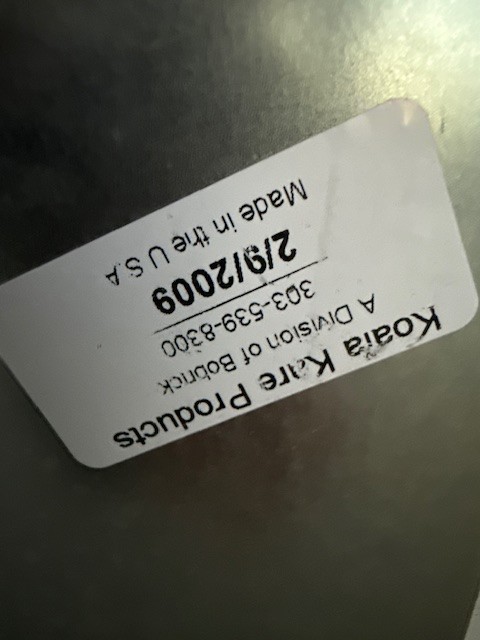 Koala Kare Products
A Division of Bobrick
303-539-8300
2/9/2009
Made in the U.S.A